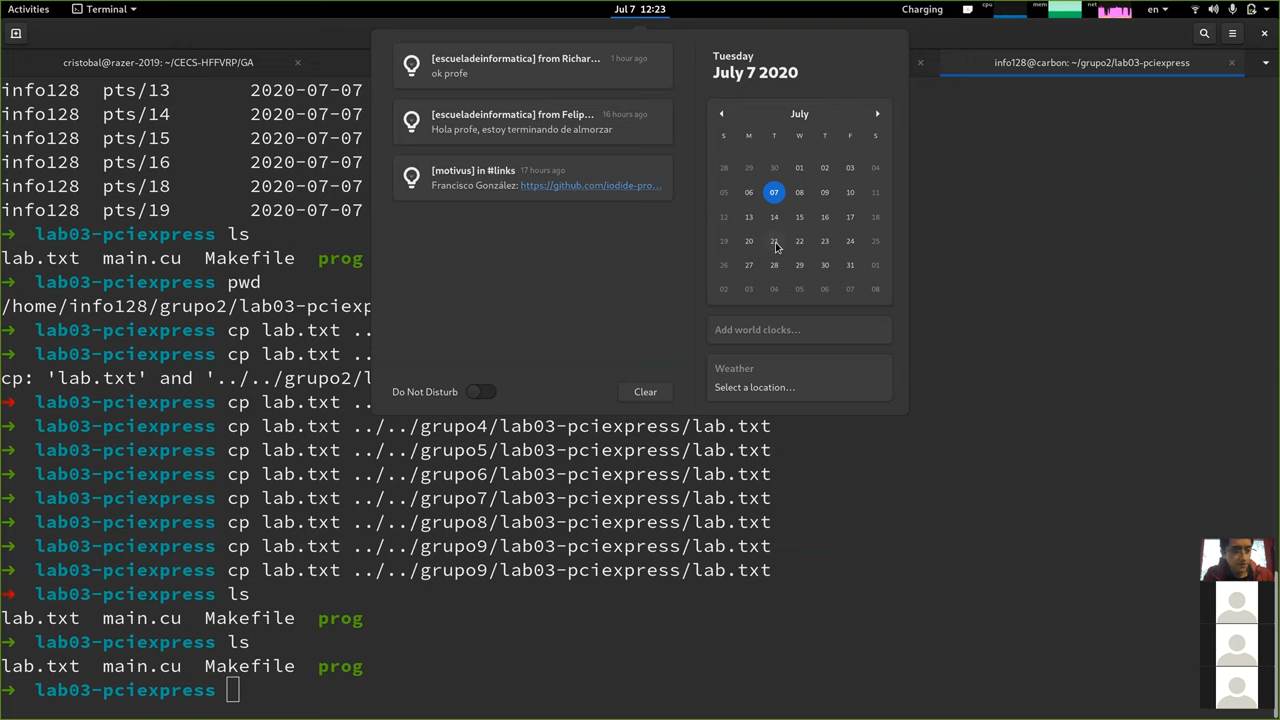 Activities Terminal Jul 7 12:23 Charging cpu mem net en
cristobal@razer-2019: ~/CECS-HFFVRP/GA
info128@carbon: ~/grupo2/lab03-pciexpress
info128 pts/13 2020-07-07
info128 pts/14 2020-07-07
info128 pts/15 2020-07-07
info128 pts/16 2020-07-07
info128 pts/18 2020-07-07
info128 pts/19 2020-07-07
→ lab03-pciexpress ls
lab.txt main.cu Makefile prog
→ lab03-pciexpress pwd
/home/info128/grupo2/lab03-pciexp
→ lab03-pciexpress cp lab.txt ..
→ lab03-pciexpress cp lab.txt ..
cp: 'lab.txt' and '../../grupo2/l
→ lab03-pciexpress cp lab.txt ..
→ lab03-pciexpress cp lab.txt ../../grupo4/lab03-pciexpress/lab.txt
→ lab03-pciexpress cp lab.txt ../../grupo5/lab03-pciexpress/lab.txt
→ lab03-pciexpress cp lab.txt ../../grupo6/lab03-pciexpress/lab.txt
→ lab03-pciexpress cp lab.txt ../../grupo7/lab03-pciexpress/lab.txt
→ lab03-pciexpress cp lab.txt ../../grupo8/lab03-pciexpress/lab.txt
→ lab03-pciexpress cp lab.txt ../../grupo9/lab03-pciexpress/lab.txt
→ lab03-pciexpress cp lab.txt ../../grupo9/lab03-pciexpress/lab.txt
→ lab03-pciexpress ls
lab.txt main.cu Makefile prog
→ lab03-pciexpress ls
lab.txt main.cu Makefile prog
→ lab03-pciexpress
[escueladeinformatica] from Richar... 1 hour ago
ok profe
[escueladeinformatica] from Felip... 16 hours ago
Hola profe, estoy terminando de almorzar
[motivus] in #links 17 hours ago
Francisco González: https://github.com/iodide-pro...
Do Not Disturb
Clear
Tuesday
July 7 2020
July
S M T W T F S
28 29 30 01 02 03 04
05 06 07 08 09 10 11
12 13 14 15 16 17 18
19 20 21 22 23 24 25
26 27 28 29 30 31 01
02 03 04 05 06 07 08
Add world clocks...
Weather
Select a location...